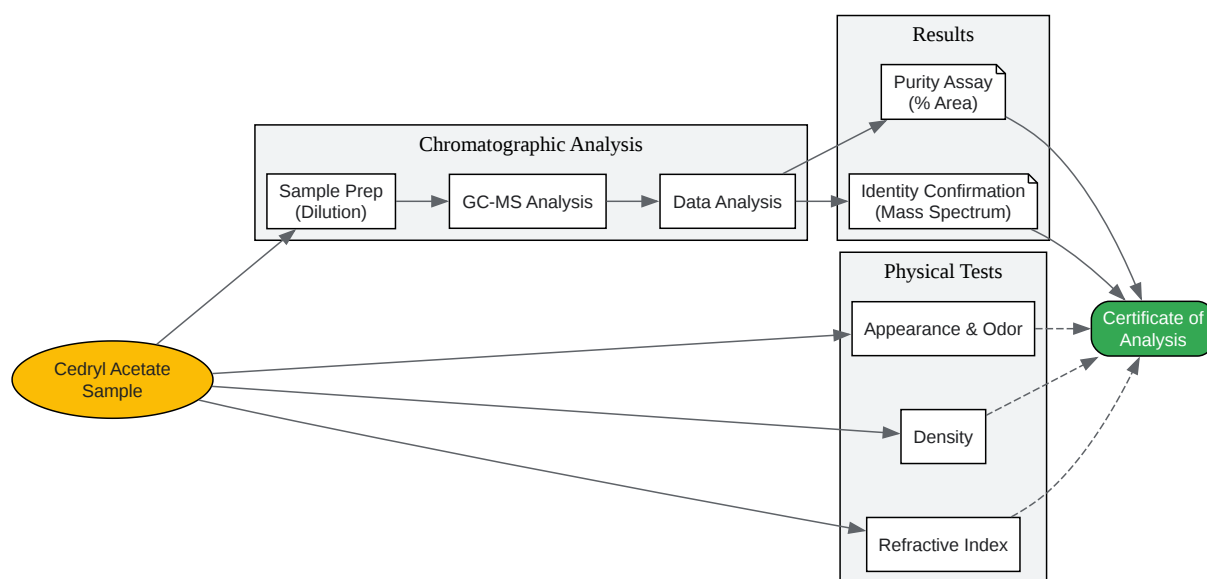 Results
Purity Assay
(% Area)
Chromatographic Analysis
Sample Prep
(Dilution)
GC-MS Analysis
Data Analysis
Identity Confirmation
(Mass Spectrum)
Physical Tests
Appearance & Odor
Certificate of
Analysis
Cedryl Acetate
Sample
Density
Refractive Index